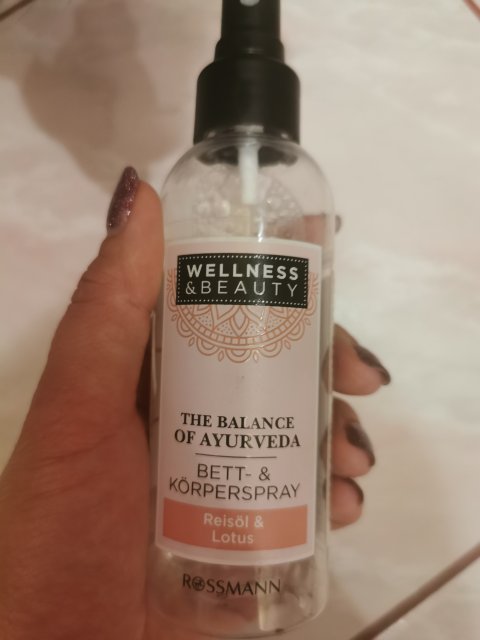 WELLNESS
& BEAUTY
THE BALANCE
OF AYURVEDA
BETT- &
KÖRPERSPRAY
Reisöl &
Lotus
ROSSMANN